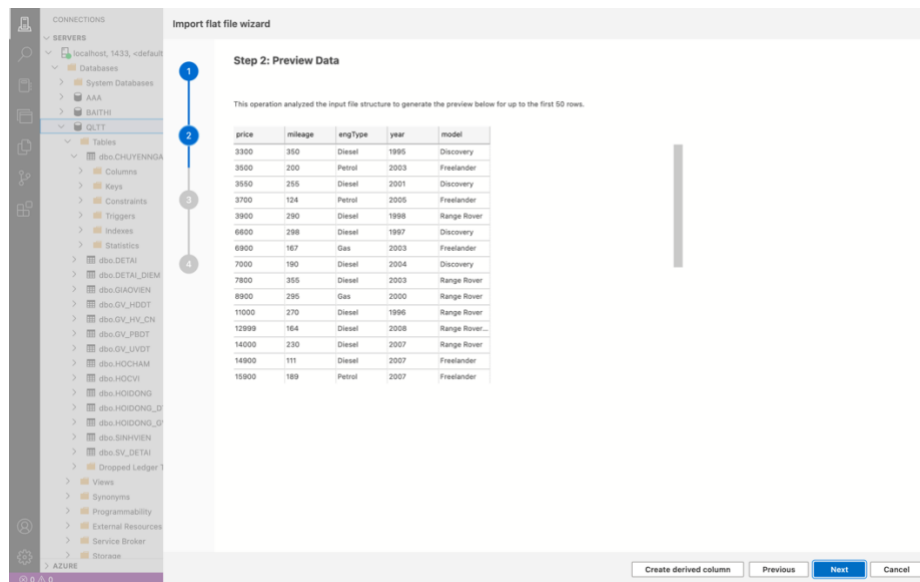 CONNECTIONS
SERVERS
localhost, 1433, <default
Databases
System Databases
AAA
BAITHI
QLTT
Tables
dbo.CHUYENNGA
Columns
Keys
Constraints
Triggers
Indexes
Statistics
dbo.DETAI
dbo.DETAI_DIEM
dbo.GIAOVIEN
dbo.GV_HDDT
dbo.GV_HV_CN
dbo.GV_PBDT
dbo.GV_UVDT
dbo.HOCHAM
dbo.HOCVI
dbo.HOIDONG
dbo.HOIDONG_D
dbo.HOIDONG_G
dbo.SINHVIEN
dbo.SV_DETAI
Dropped Ledger T
Views
Synonyms
Programmability
External Resources
Service Broker
Storage
AZURE
0 0
Import flat file wizard
1
2
3
4
Step 2: Preview Data
This operation analyzed the input file structure to generate the preview below for up to the first 50 rows.
price mileage engType year model
3300 350 Diesel 1995 Discovery
3500 200 Petrol 2003 Freelander
3550 255 Diesel 2001 Discovery
3700 124 Petrol 2005 Freelander
3900 290 Diesel 1998 Range Rover
6600 298 Diesel 1997 Discovery
6900 167 Gas 2003 Freelander
7000 190 Diesel 2004 Discovery
7800 355 Diesel 2003 Range Rover
8900 295 Gas 2000 Range Rover
11000 270 Diesel 1996 Range Rover
12999 164 Diesel 2008 Range Rover...
14000 230 Diesel 2007 Range Rover
14900 111 Diesel 2007 Freelander
15900 189 Petrol 2007 Freelander
Create derived column Previous Next Cancel